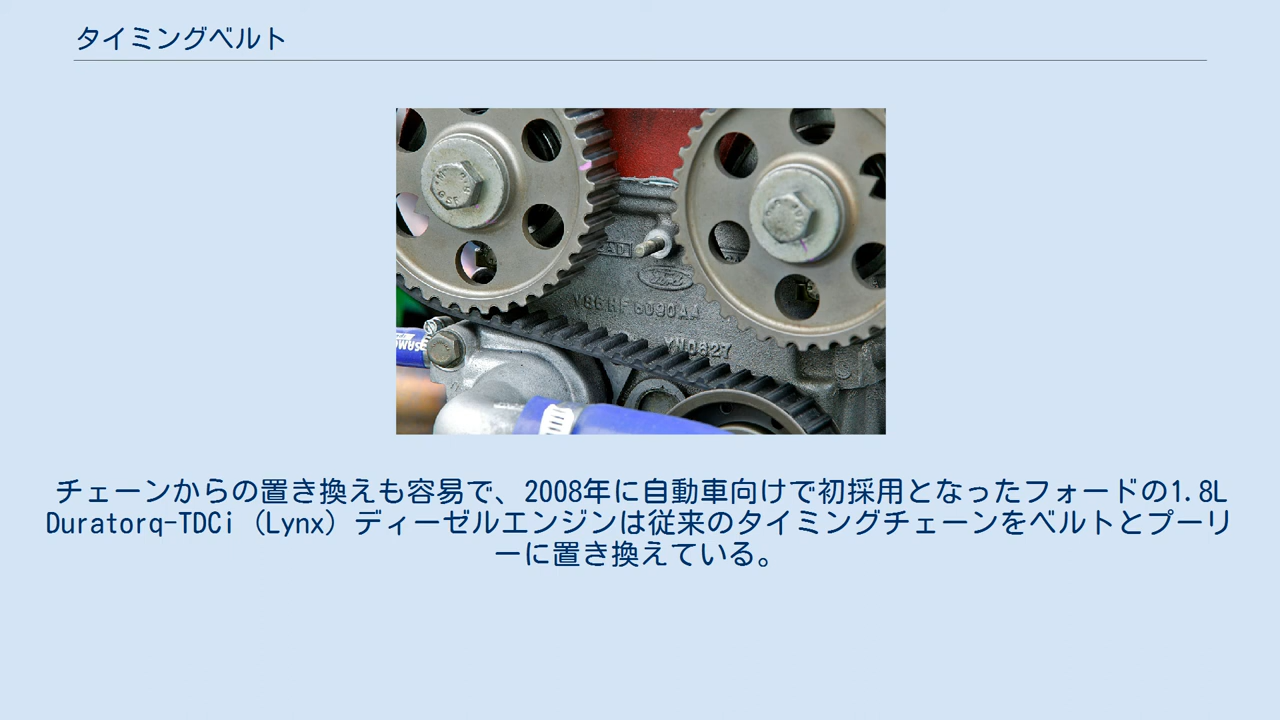 タイミングベルト
V86HF 6090AA
YN0627
チェーンからの置き換えも容易で、2008年に自動車向けで初採用となったフォードの1.8L
Duratorq-TDCi（Lynx）ディーゼルエンジンは従来のタイミングチェーンをベルトとプーリ
ーに置き換えている。